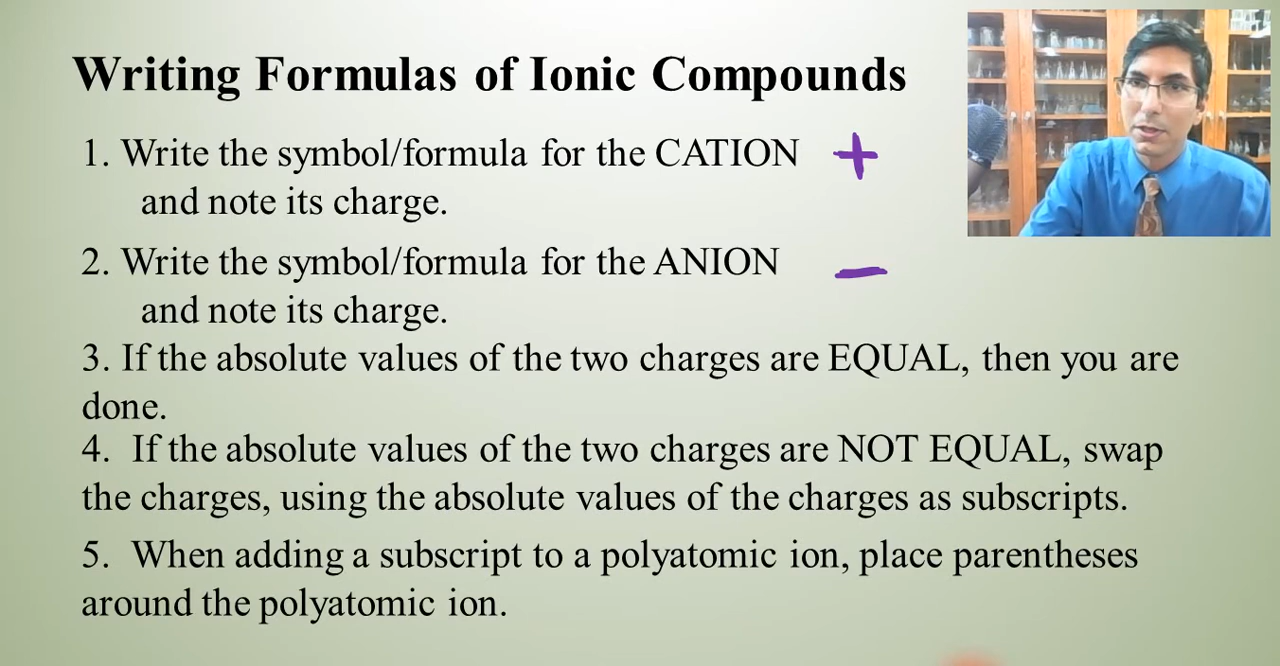 Writing Formulas of Ionic Compounds
1. Write the symbol/formula for the CATION +
and note its charge.
2. Write the symbol/formula for the ANION −
and note its charge.
3. If the absolute values of the two charges are EQUAL, then you are
done.
4. If the absolute values of the two charges are NOT EQUAL, swap
the charges, using the absolute values of the charges as subscripts.
5. When adding a subscript to a polyatomic ion, place parentheses
around the polyatomic ion.